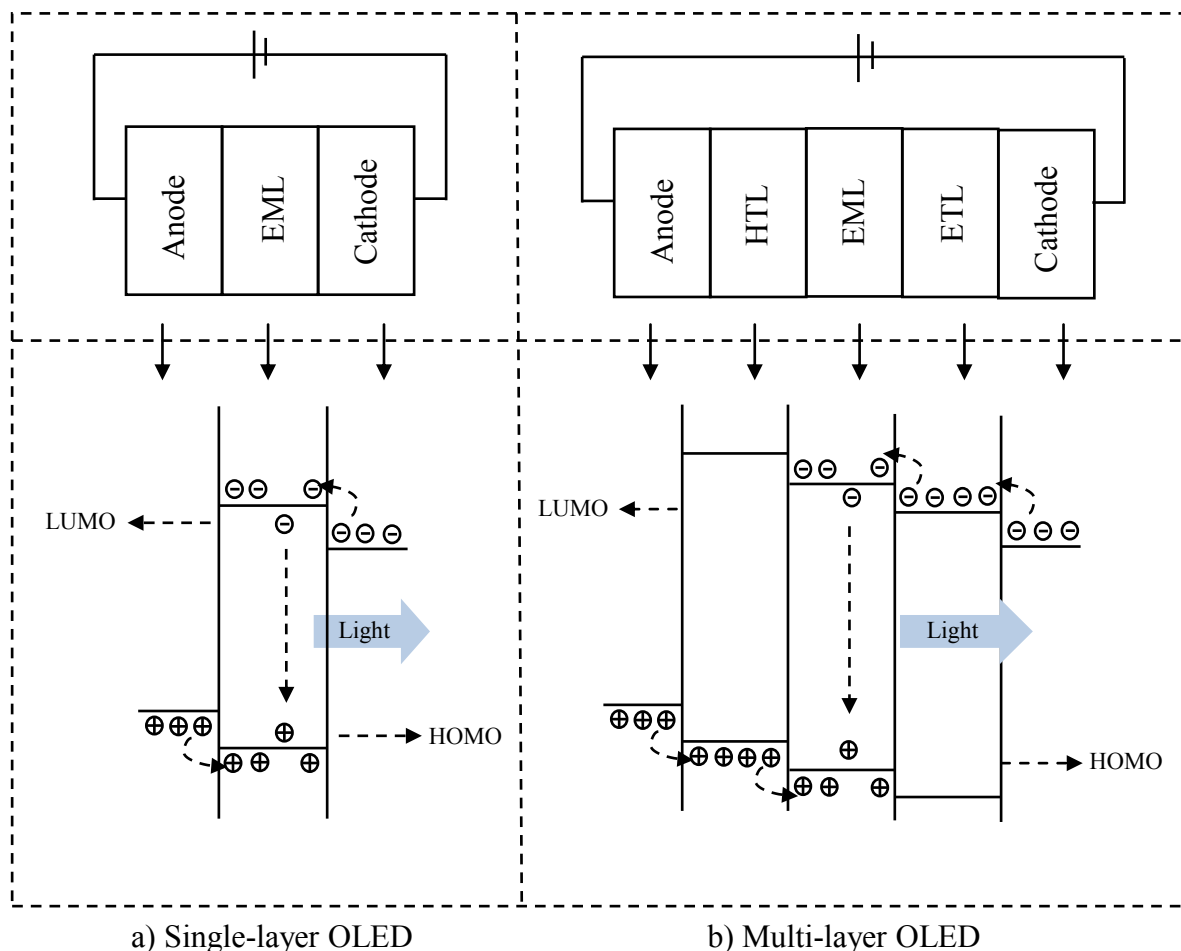 Anode
EML
Cathode
Anode
HTL
EML
ETL
Cathode
LUMO
Light
HOMO
LUMO
Light
HOMO
a) Single-layer OLED
b) Multi-layer OLED